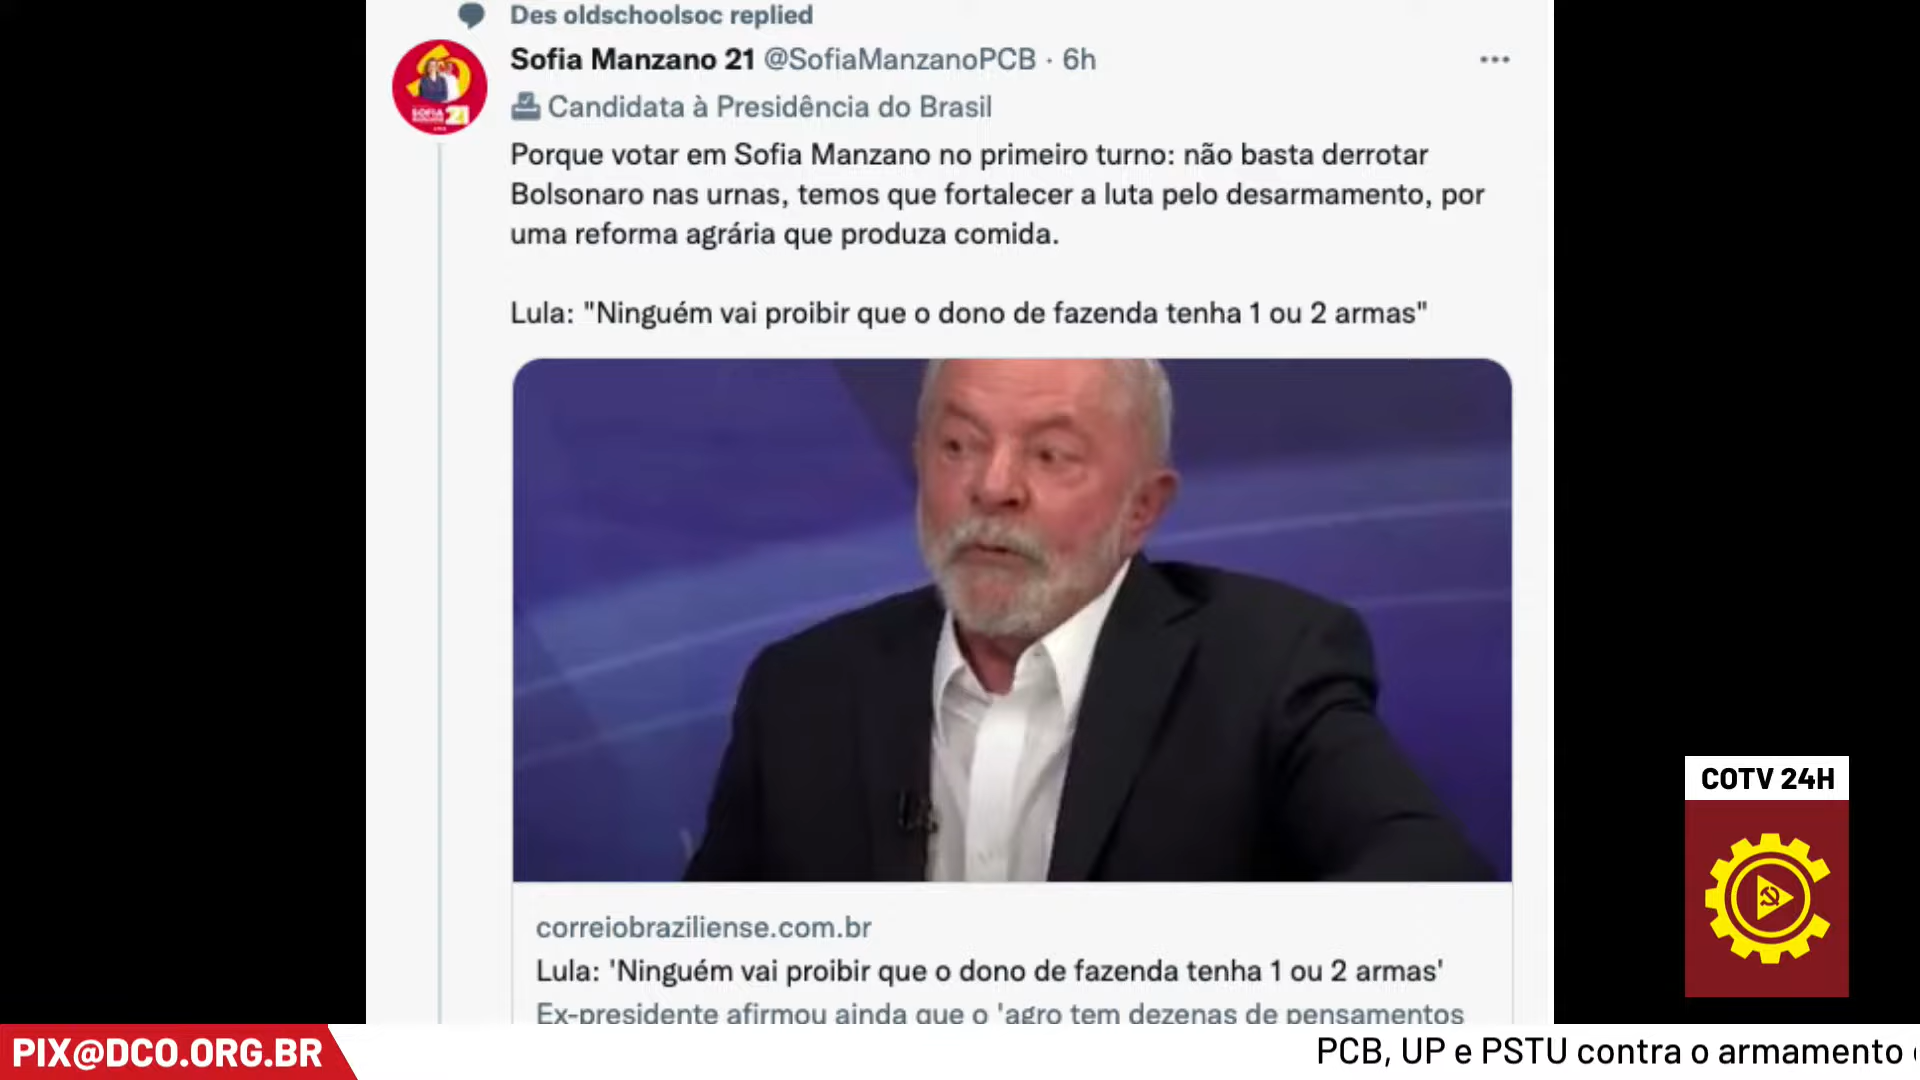 Des oldschoolsoc replied
Sofia Manzano 21 @SofiaManzanoPCB · 6h
Candidata à Presidência do Brasil
Porque votar em Sofia Manzano no primeiro turno: não basta derrotar
Bolsonaro nas urnas, temos que fortalecer a luta pelo desarmamento, por
uma reforma agrária que produza comida.
Lula: "Ninguém vai proibir que o dono de fazenda tenha 1 ou 2 armas"
correiobraziliense.com.br
Lula: 'Ninguém vai proibir que o dono de fazenda tenha 1 ou 2 armas'
Ex-presidente afirmou ainda que o 'agro tem dezenas de pensamentos
COTV 24H
PIX@DCO.ORG.BR
PCB, UP e PSTU contra o armamento